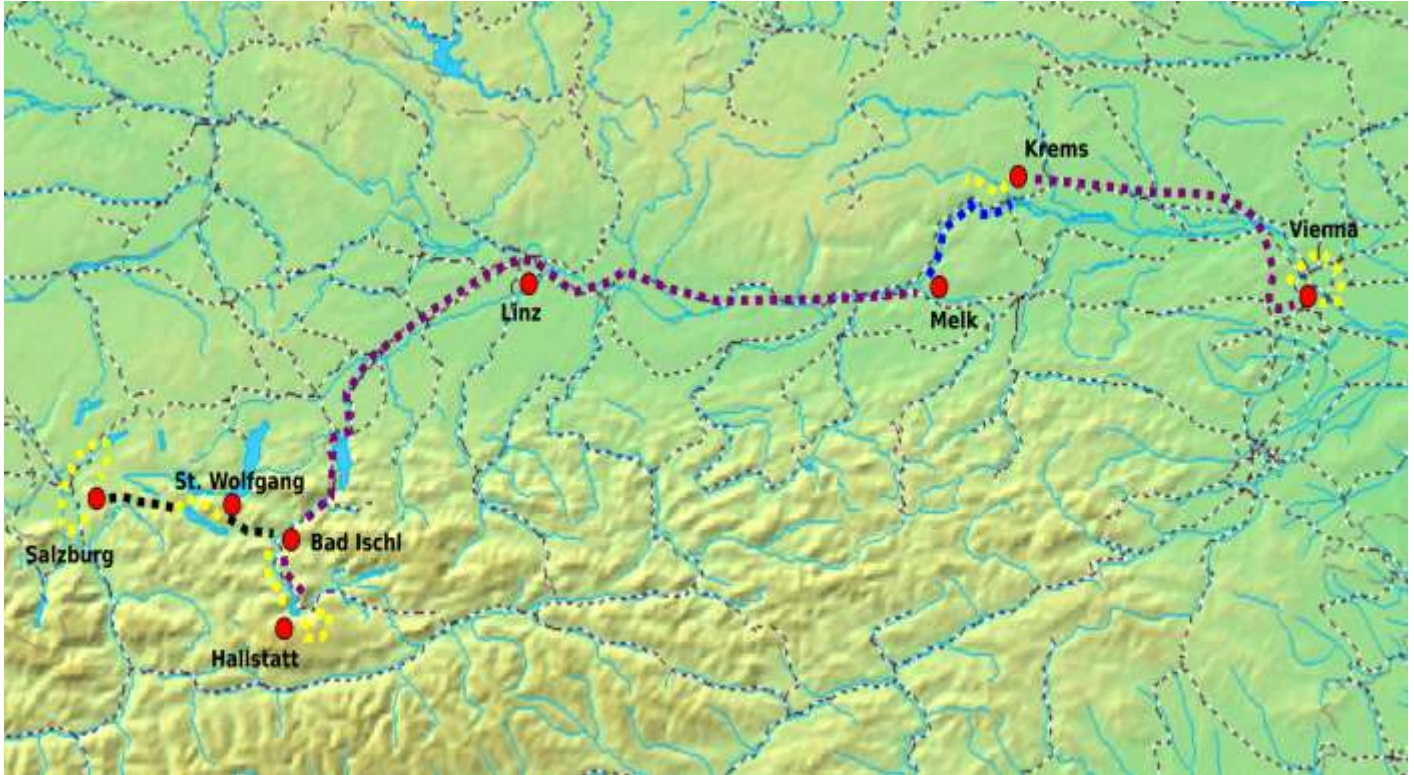 Krems
Vienna
Linz
Melk
St. Wolfgang
Salzburg
Bad Ischl
Hallstatt